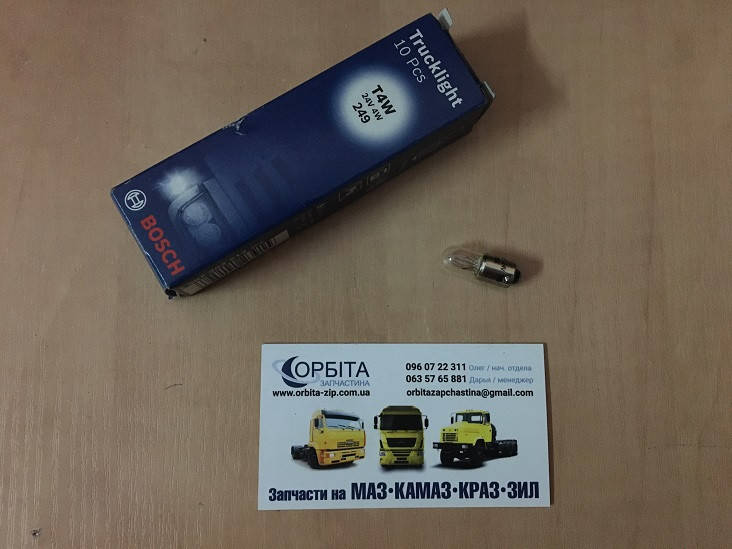 Trucklight
10 Pcs
T4W
24V 4W
249
BOSCH
ОРБІТА
ЗАПЧАСТИНА
www.orbita-zip.com.ua
096 07 22 311 Олег / нач. отдела
063 57 65 881 Дарья / менеджер
orbitazapchastina@gmail.com
Запчасти на МАЗ•КАМАЗ•КРАЗ•ЗИЛ